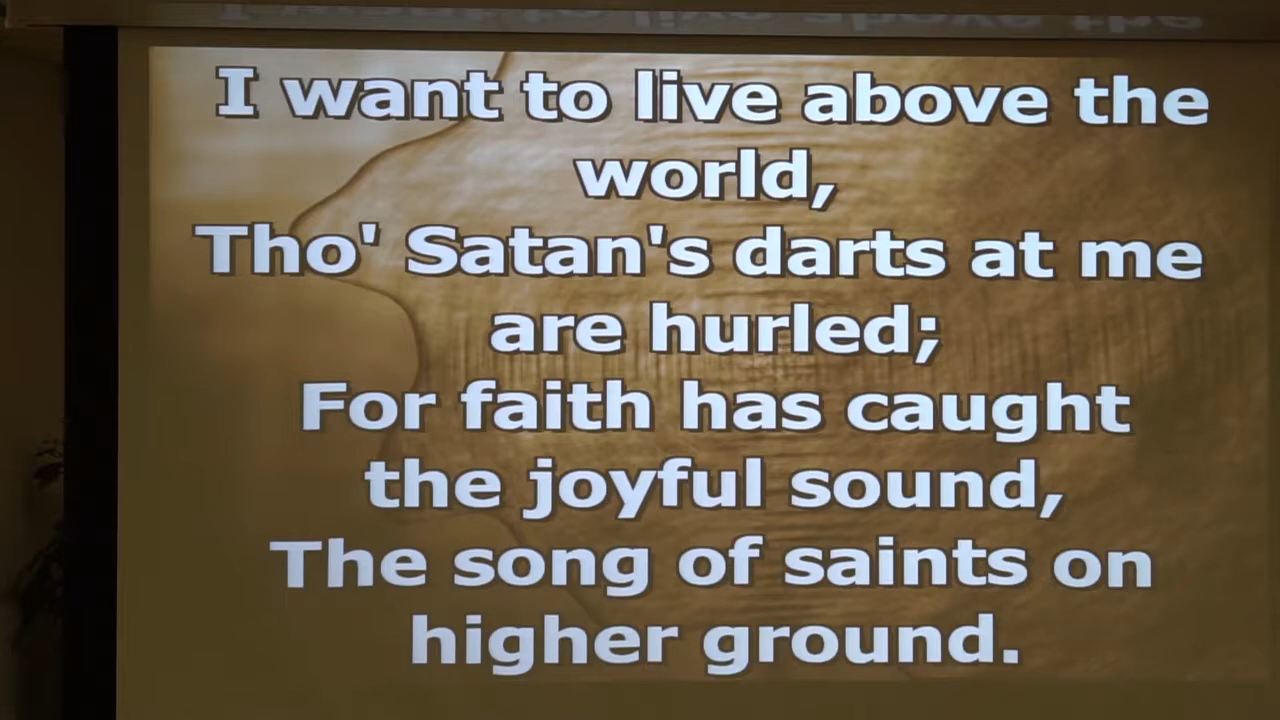 I want to live above the
world,
Tho' Satan's darts at me
are hurled;
For faith has caught
the joyful sound,
The song of saints on
higher ground.